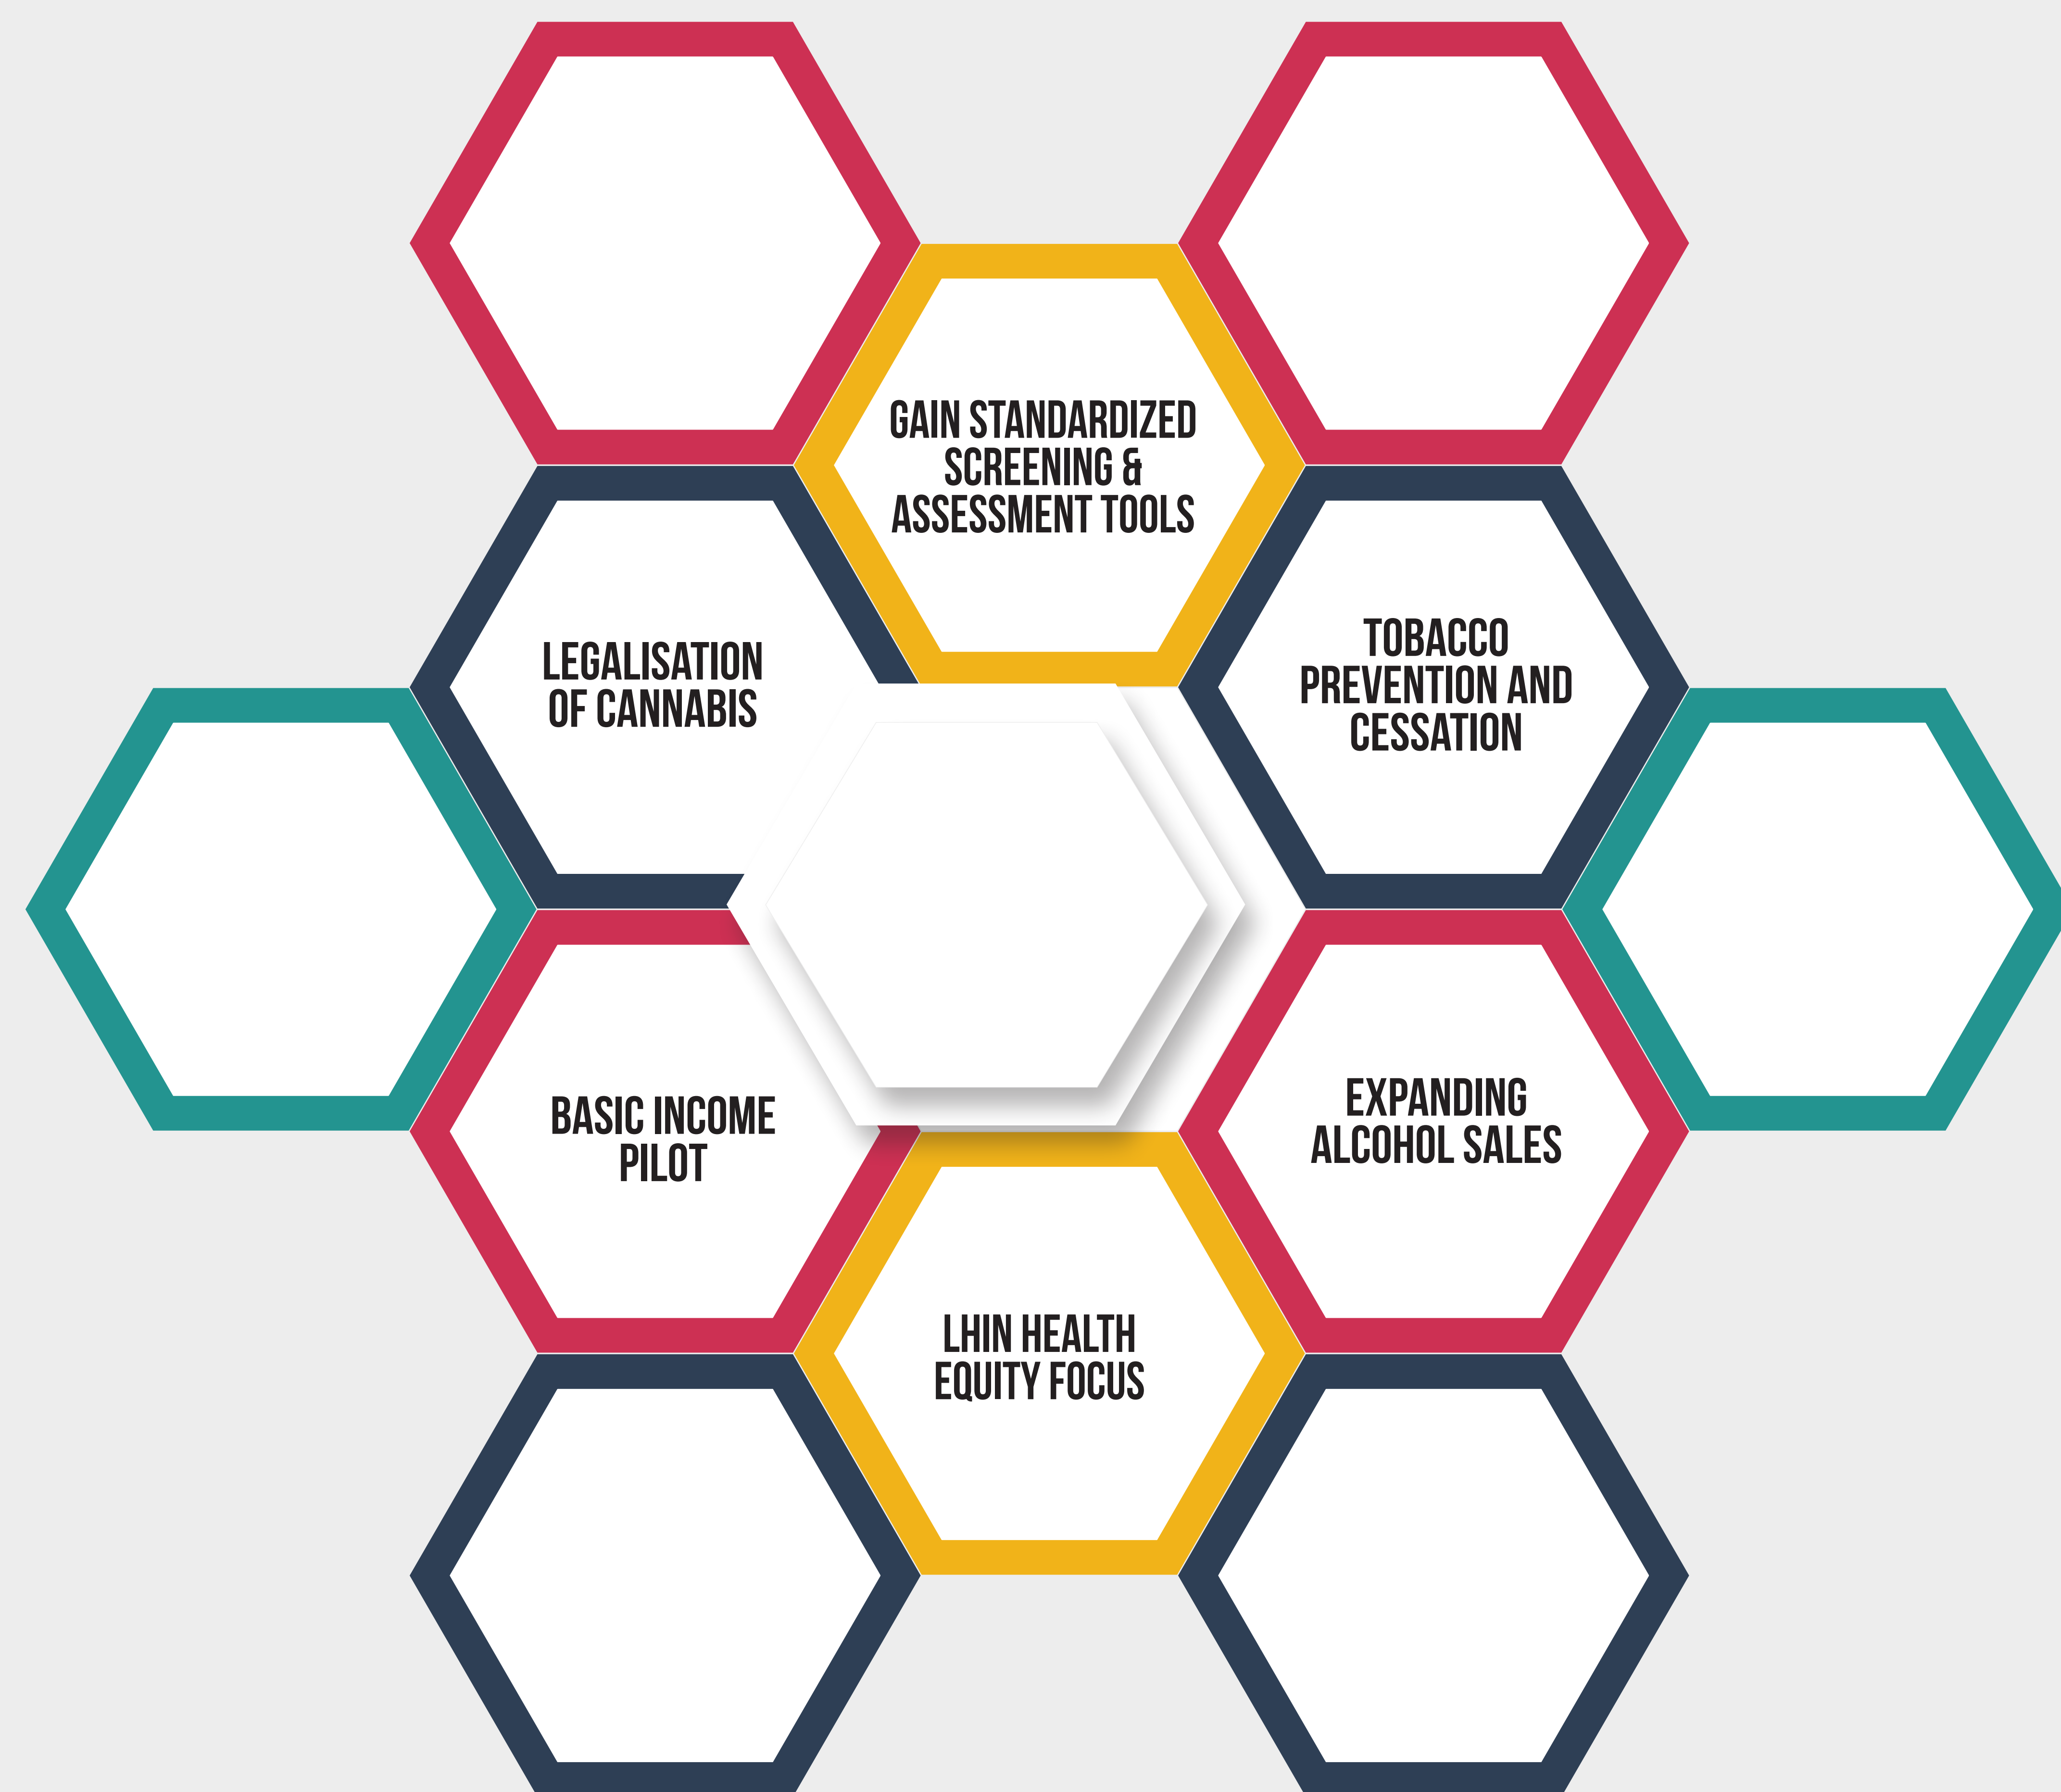 GAIN STANDARDIZED
SCREENING &
ASSESSMENT TOOLS
LEGALISATION
OF CANNABIS
TOBACCO
PREVENTION AND
CESSATION
BASIC INCOME
PILOT
EXPANDING
ALCOHOL SALES
LHIN HEALTH
EQUITY FOCUS